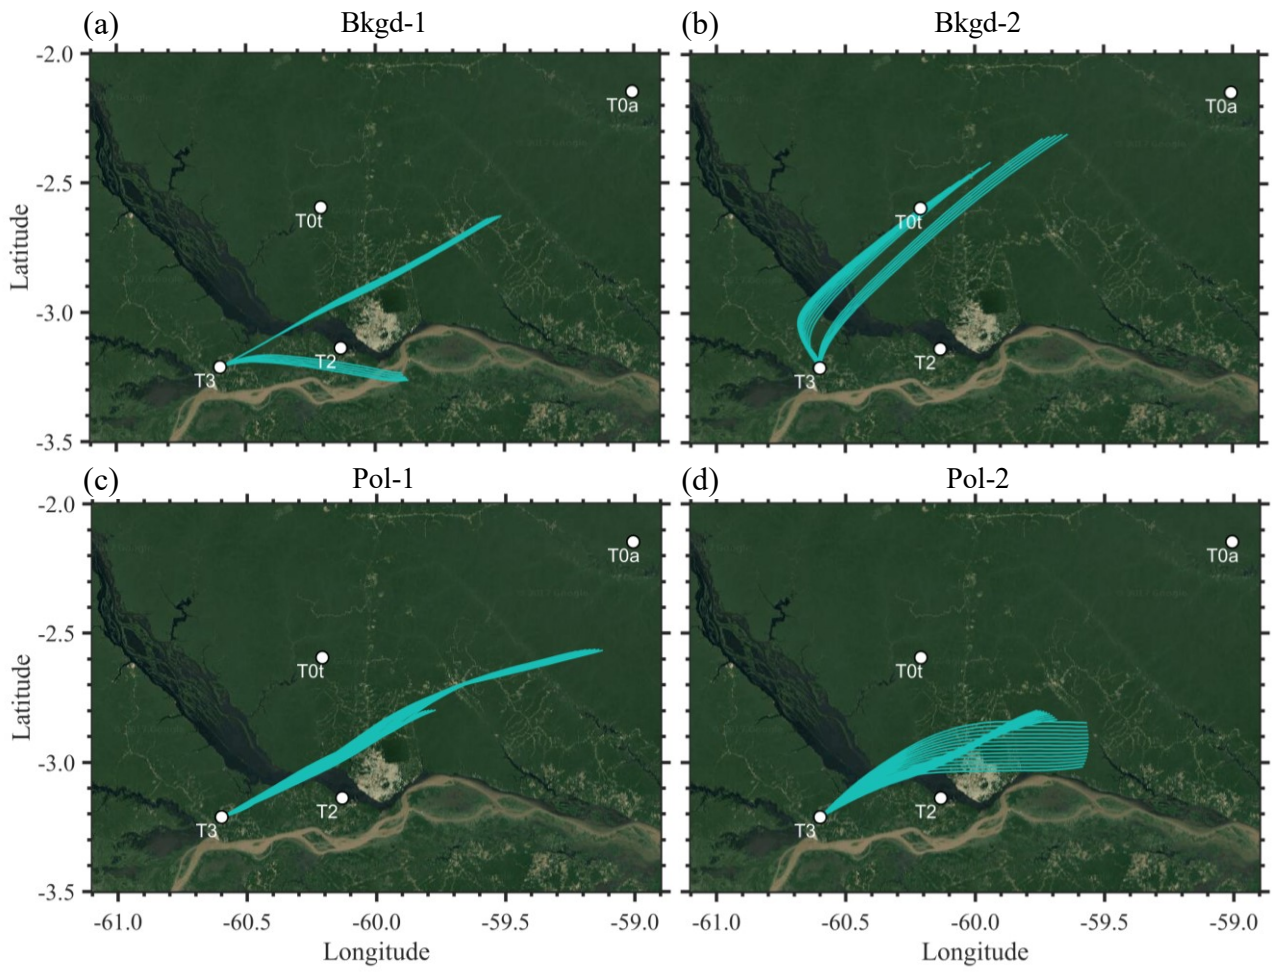 (a) Bkgd-1
(b) Bkgd-2
-2.0
-2.5
-3.0
-3.5
Latitude
T0a
T0t
T2
T3
T0a
T0t
T2
T3
(c) Pol-1
(d) Pol-2
-2.0
-2.5
-3.0
-3.5
Latitude
T0a
T0t
T2
T3
T0a
T0t
T2
T3
-61.0 -60.5 -60.0 -59.5 -59.0
-61.0 -60.5 -60.0 -59.5 -59.0
Longitude
Longitude